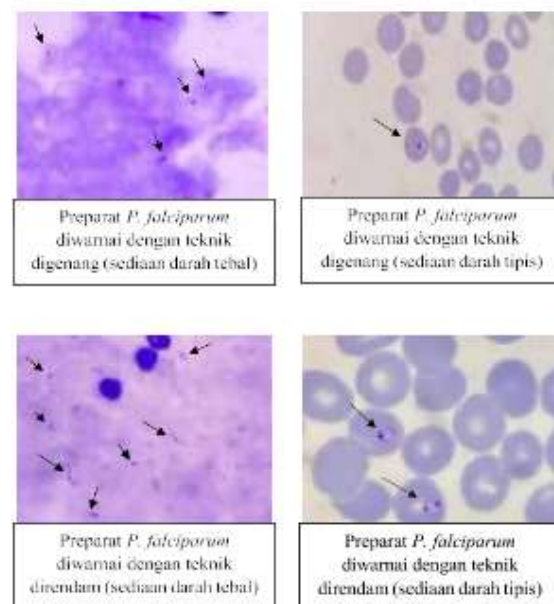 Preparat P. falciparum
diwarnai dengan teknik
digenang (sediaan darah tebal)
Preparat P. falciparum
diwarnai dengan teknik
digenang (sediaan darah tipis)
Preparat P. falciparum
diwarnai dengan teknik
direndam (sediaan darah tebal)
Preparat P. falciparum
diwarnai dengan teknik
direndam (sediaan darah tipis)